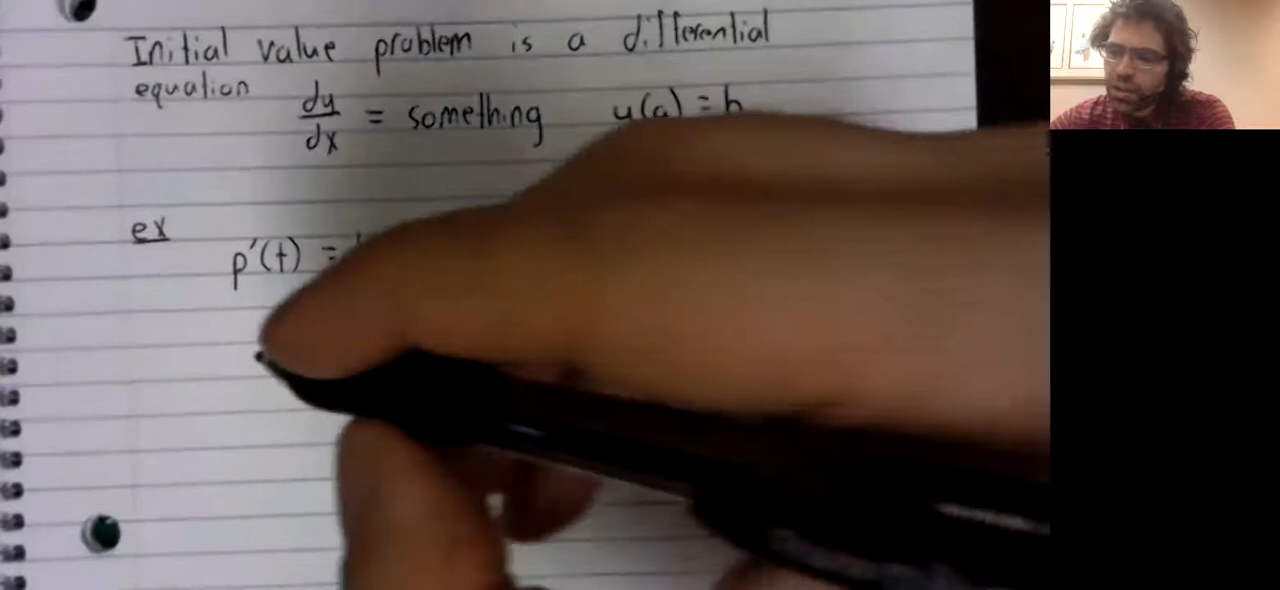 Initial value problem is a differential
equation
dy/dx = something y(a) = b
ex
p'(t) =